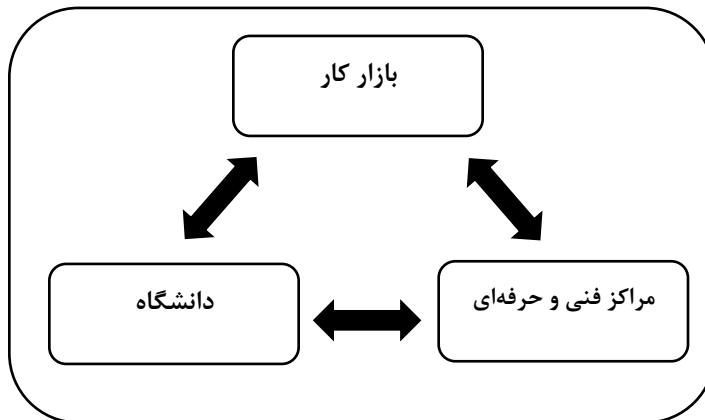 بازار کار
مراکز فنی و حرفه‌ای
دانشگاه